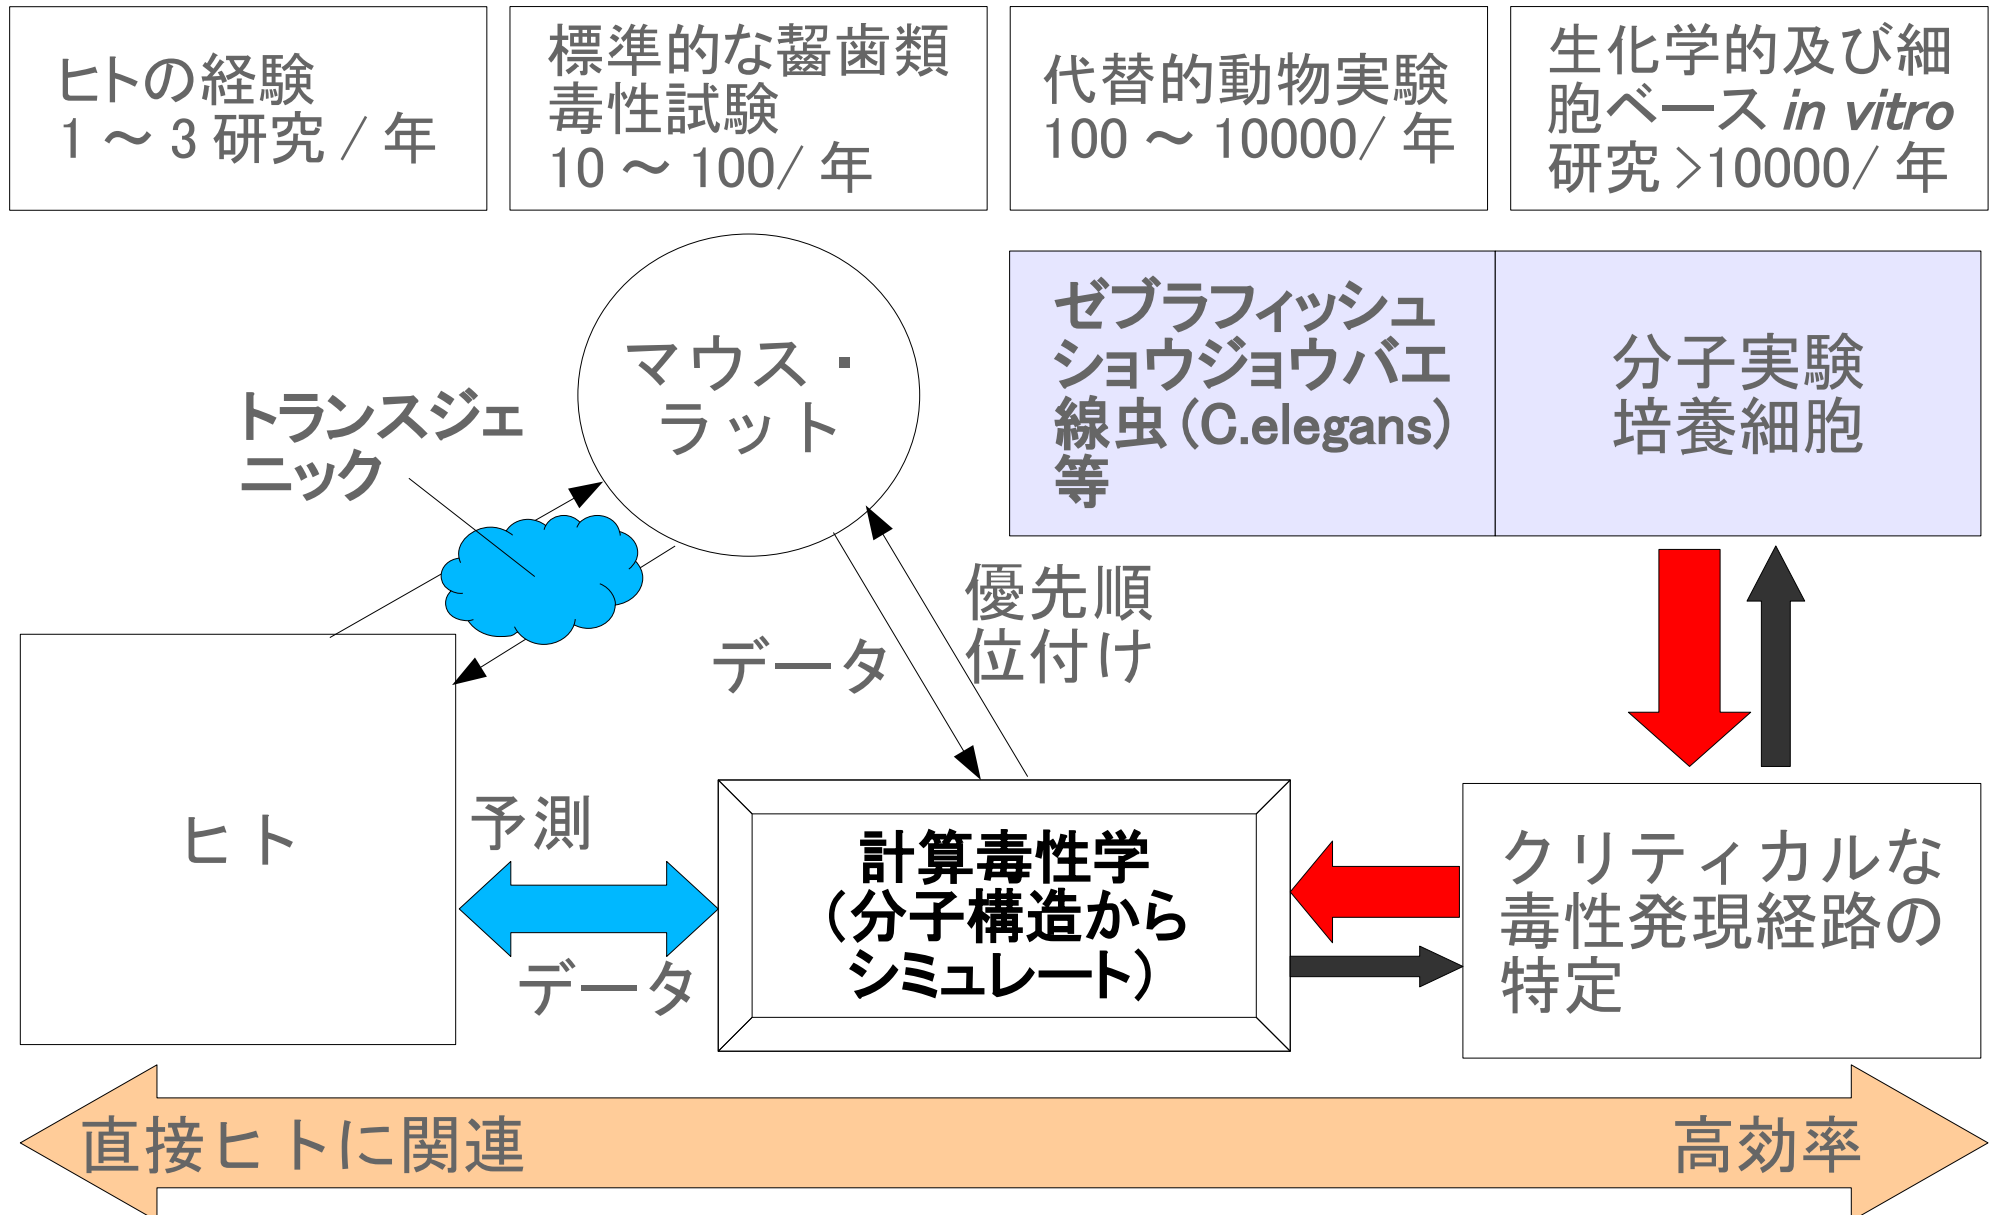 ヒトの経験
1 ～ 3 研究 / 年
標準的な齧歯類
毒性試験
10 ～ 100/ 年
代替的動物実験
100 ～ 10000/ 年
生化学的及び細
胞ベース in vitro
研究 >10000/ 年
マウス・
ラット
ゼブラフィッシュ
ショウジョウバエ
線虫 (C.elegans)
等
分子実験
培養細胞
トランスジェ
ニック
優先順
位付け
データ
ヒト
予測
データ
計算毒性学
(分子構造から
シミュレート)
クリティカルな
毒性発現経路の
特定
直接ヒトに関連
高効率